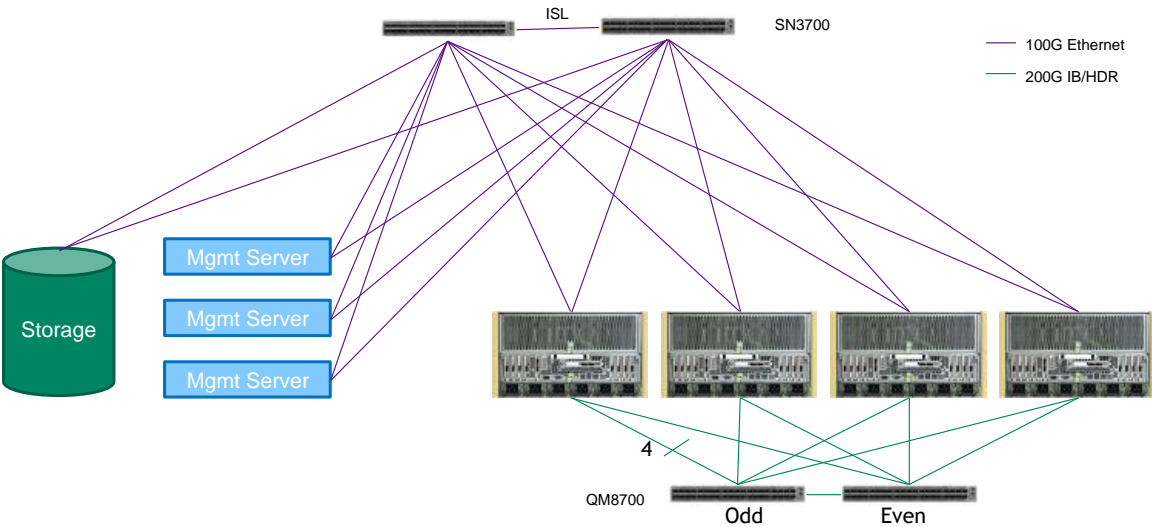 ISL
SN3700
100G Ethernet
200G IB/HDR
Mgmt Server
Storage
Mgmt Server
Mgmt Server
4
QM8700
Odd
Even